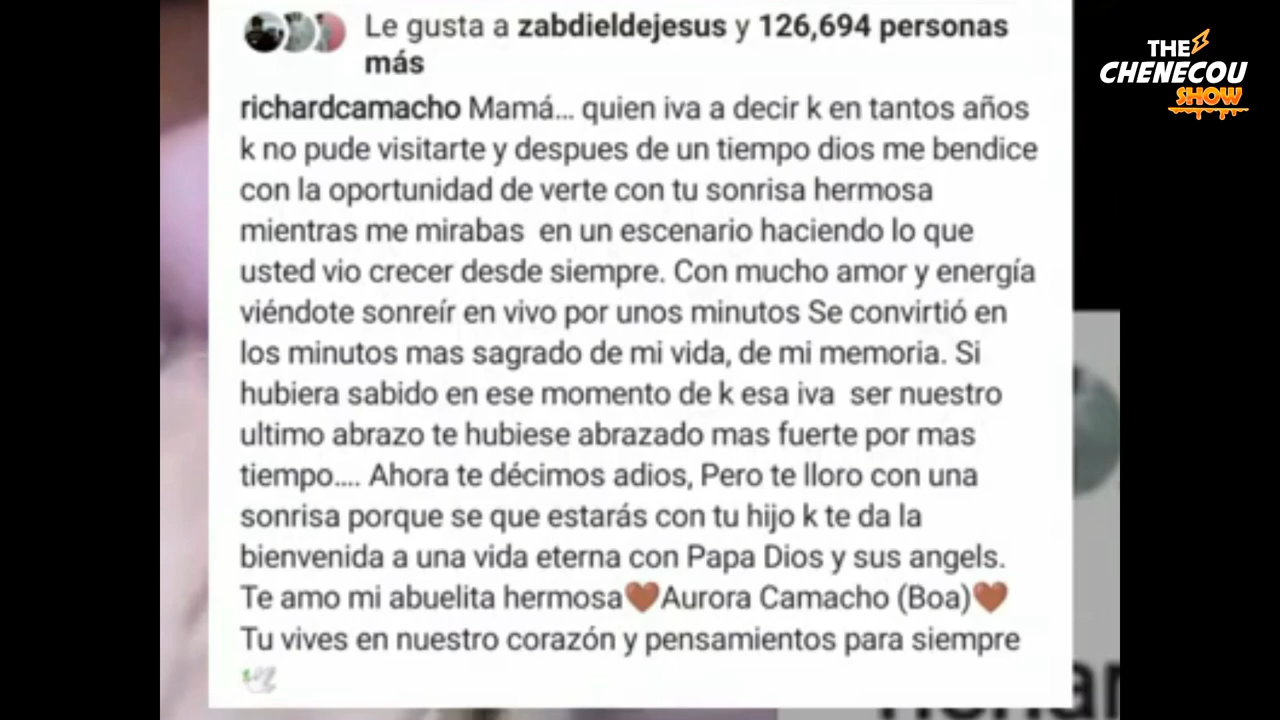 Le gusta a zabdieldejesus y 126,694 personas
más
richardcamacho Mamá... quien iva a decir k en tantos años
k no pude visitarte y despues de un tiempo dios me bendice
con la oportunidad de verte con tu sonrisa hermosa
mientras me mirabas en un escenario haciendo lo que
usted vio crecer desde siempre. Con mucho amor y energía
viéndote sonreír en vivo por unos minutos Se convirtió en
los minutos mas sagrado de mi vida, de mi memoria. Si
hubiera sabido en ese momento de k esa iva ser nuestro
ultimo abrazo te hubiese abrazado mas fuerte por mas
tiempo.... Ahora te décimos adios, Pero te lloro con una
sonrisa porque se que estarás con tu hijo k te da la
bienvenida a una vida eterna con Papa Dios y sus angels.
Te amo mi abuelita hermosa🤎Aurora Camacho (Boa)🤎
Tu vives en nuestro corazón y pensamientos para siempre
🕊
THE
CHENECOU
SHOW